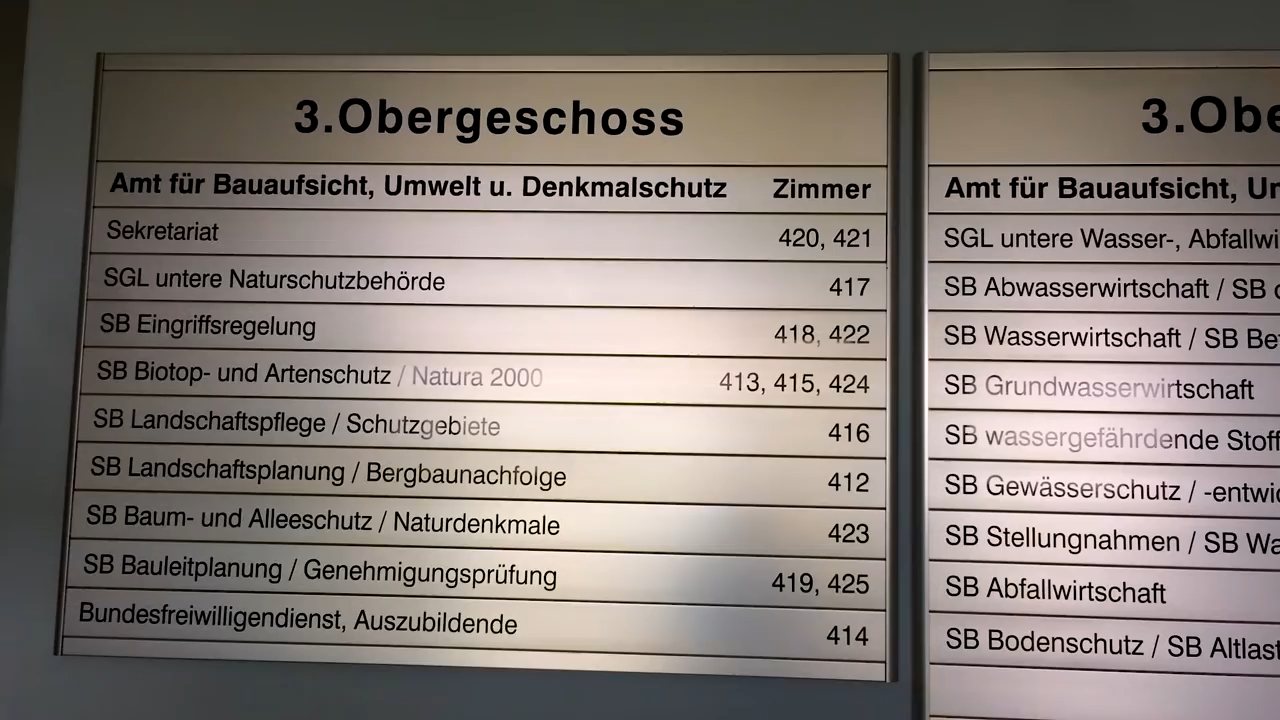 3.Obergeschoss
Amt für Bauaufsicht, Umwelt u. Denkmalschutz Zimmer
Sekretariat 420, 421
SGL untere Naturschutzbehörde 417
SB Eingriffsregelung 418, 422
SB Biotop- und Artenschutz / Natura 2000 413, 415, 424
SB Landschaftspflege / Schutzgebiete 416
SB Landschaftsplanung / Bergbaunachfolge 412
SB Baum- und Alleeschutz / Naturdenkmale 423
SB Bauleitplanung / Genehmigungsprüfung 419, 425
Bundesfreiwilligendienst, Auszubildende 414
3.Obe
Amt für Bauaufsicht,
SGL untere Wasser-, Abfallwi
SB Abwasserwirtschaft / SB
SB Wasserwirtschaft / SB Be
SB Grundwasserwirtschaft
SB wassergefährdende Stoff
SB Gewässerschutz / -entwi
SB Stellungnahmen / SB Wa
SB Abfallwirtschaft
SB Bodenschutz / SB Altlast